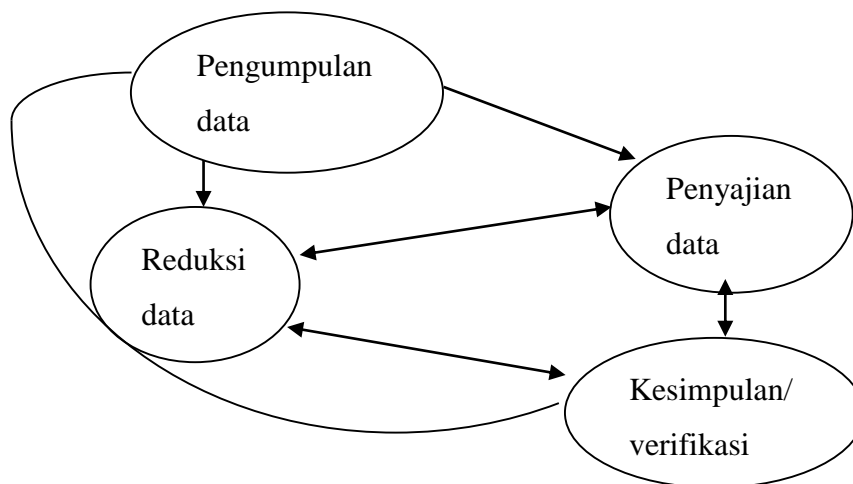 Pengumpulan
data
Penyajian
data
Reduksi
data
Kesimpulan/
verifikasi